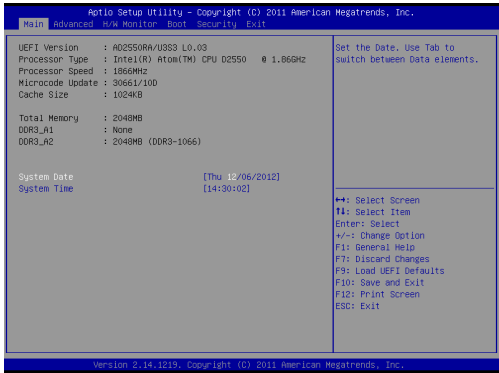 Aptio Setup Utility - Copyright (C) 2011 American Megatrends, Inc.
Main Advanced H/W Monitor Boot Security Exit
UEFI Version : AD2550RA/U3S3 L0.03
Processor Type : Intel(R) Atom(TM) CPU D2550 @ 1.86GHz
Processor Speed : 1866MHz
Microcode Update : 30661/10D
Cache Size : 1024KB
Total Memory : 2048MB
DDR3_A1 : None
DDR3_A2 : 2048MB (DDR3-1066)
System Date [Thu 12/06/2012]
System Time [14:30:02]
Set the Date. Use Tab to
switch between Data elements.
↔: Select Screen
↑↓: Select Item
Enter: Select
+/-: Change Option
F1: General Help
F7: Discard Changes
F9: Load UEFI Defaults
F10: Save and Exit
F12: Print Screen
ESC: Exit
Version 2.14.1219. Copyright (C) 2011 American Megatrends, Inc.